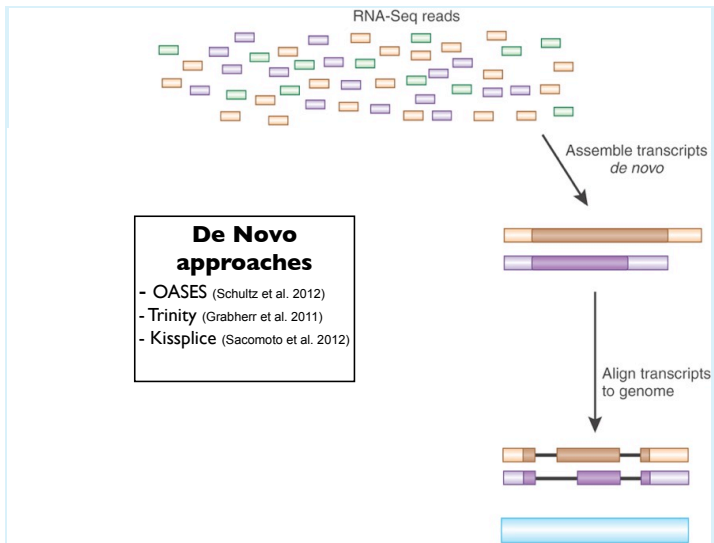 RNA-Seq reads
Assemble transcripts
de novo
De Novo
approaches
- OASES (Schultz et al. 2012)
- Trinity (Grabherr et al. 2011)
- Kissplice (Sacomoto et al. 2012)
Align transcripts
to genome